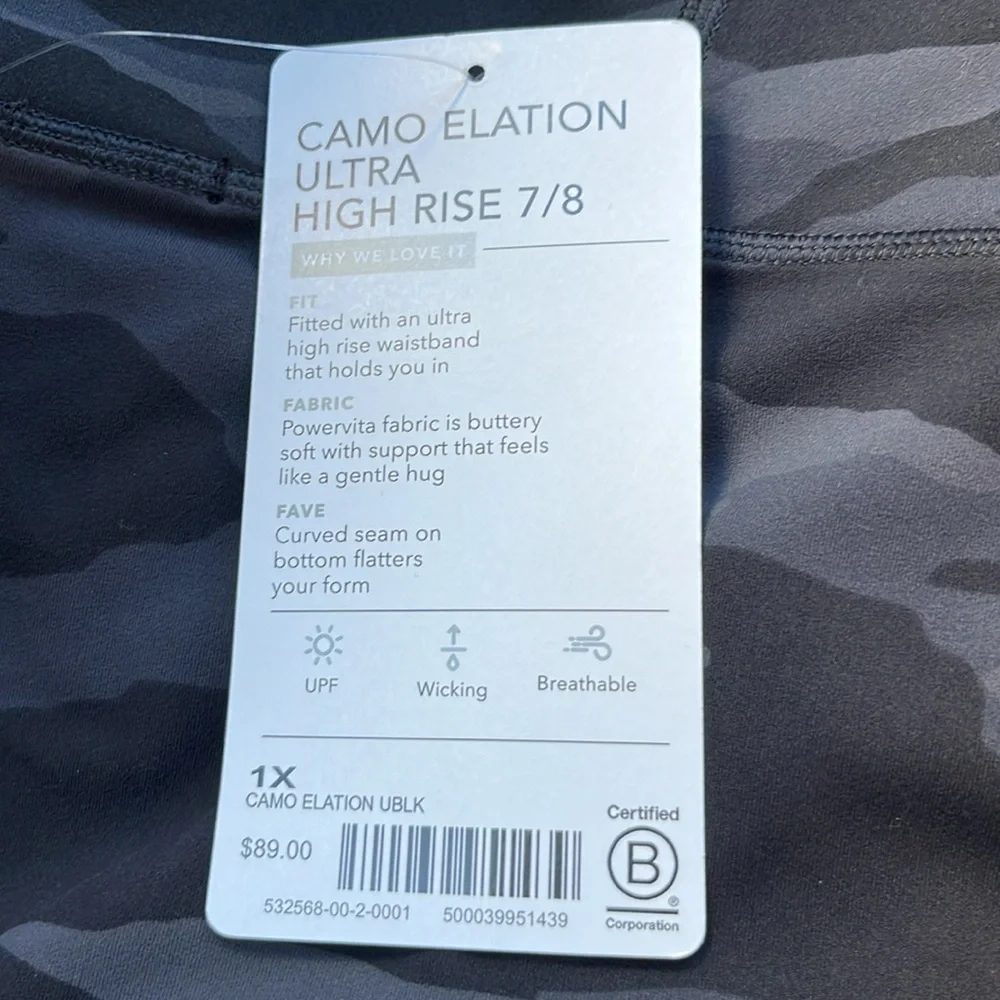 CAMO ELATION
ULTRA
HIGH RISE 7/8
WHY WE LOVE IT
FIT
Fitted with an ultra
high rise waistband
that holds you in
FABRIC
Powervita fabric is buttery
soft with support that feels
like a gentle hug
FAVE
Curved seam on
bottom flatters
your form
UPF
Wicking
Breathable
1X
CAMO ELATION UBLK
$89.00
532568-00-2-0001 500039951439
Certified
B
®
Corporation